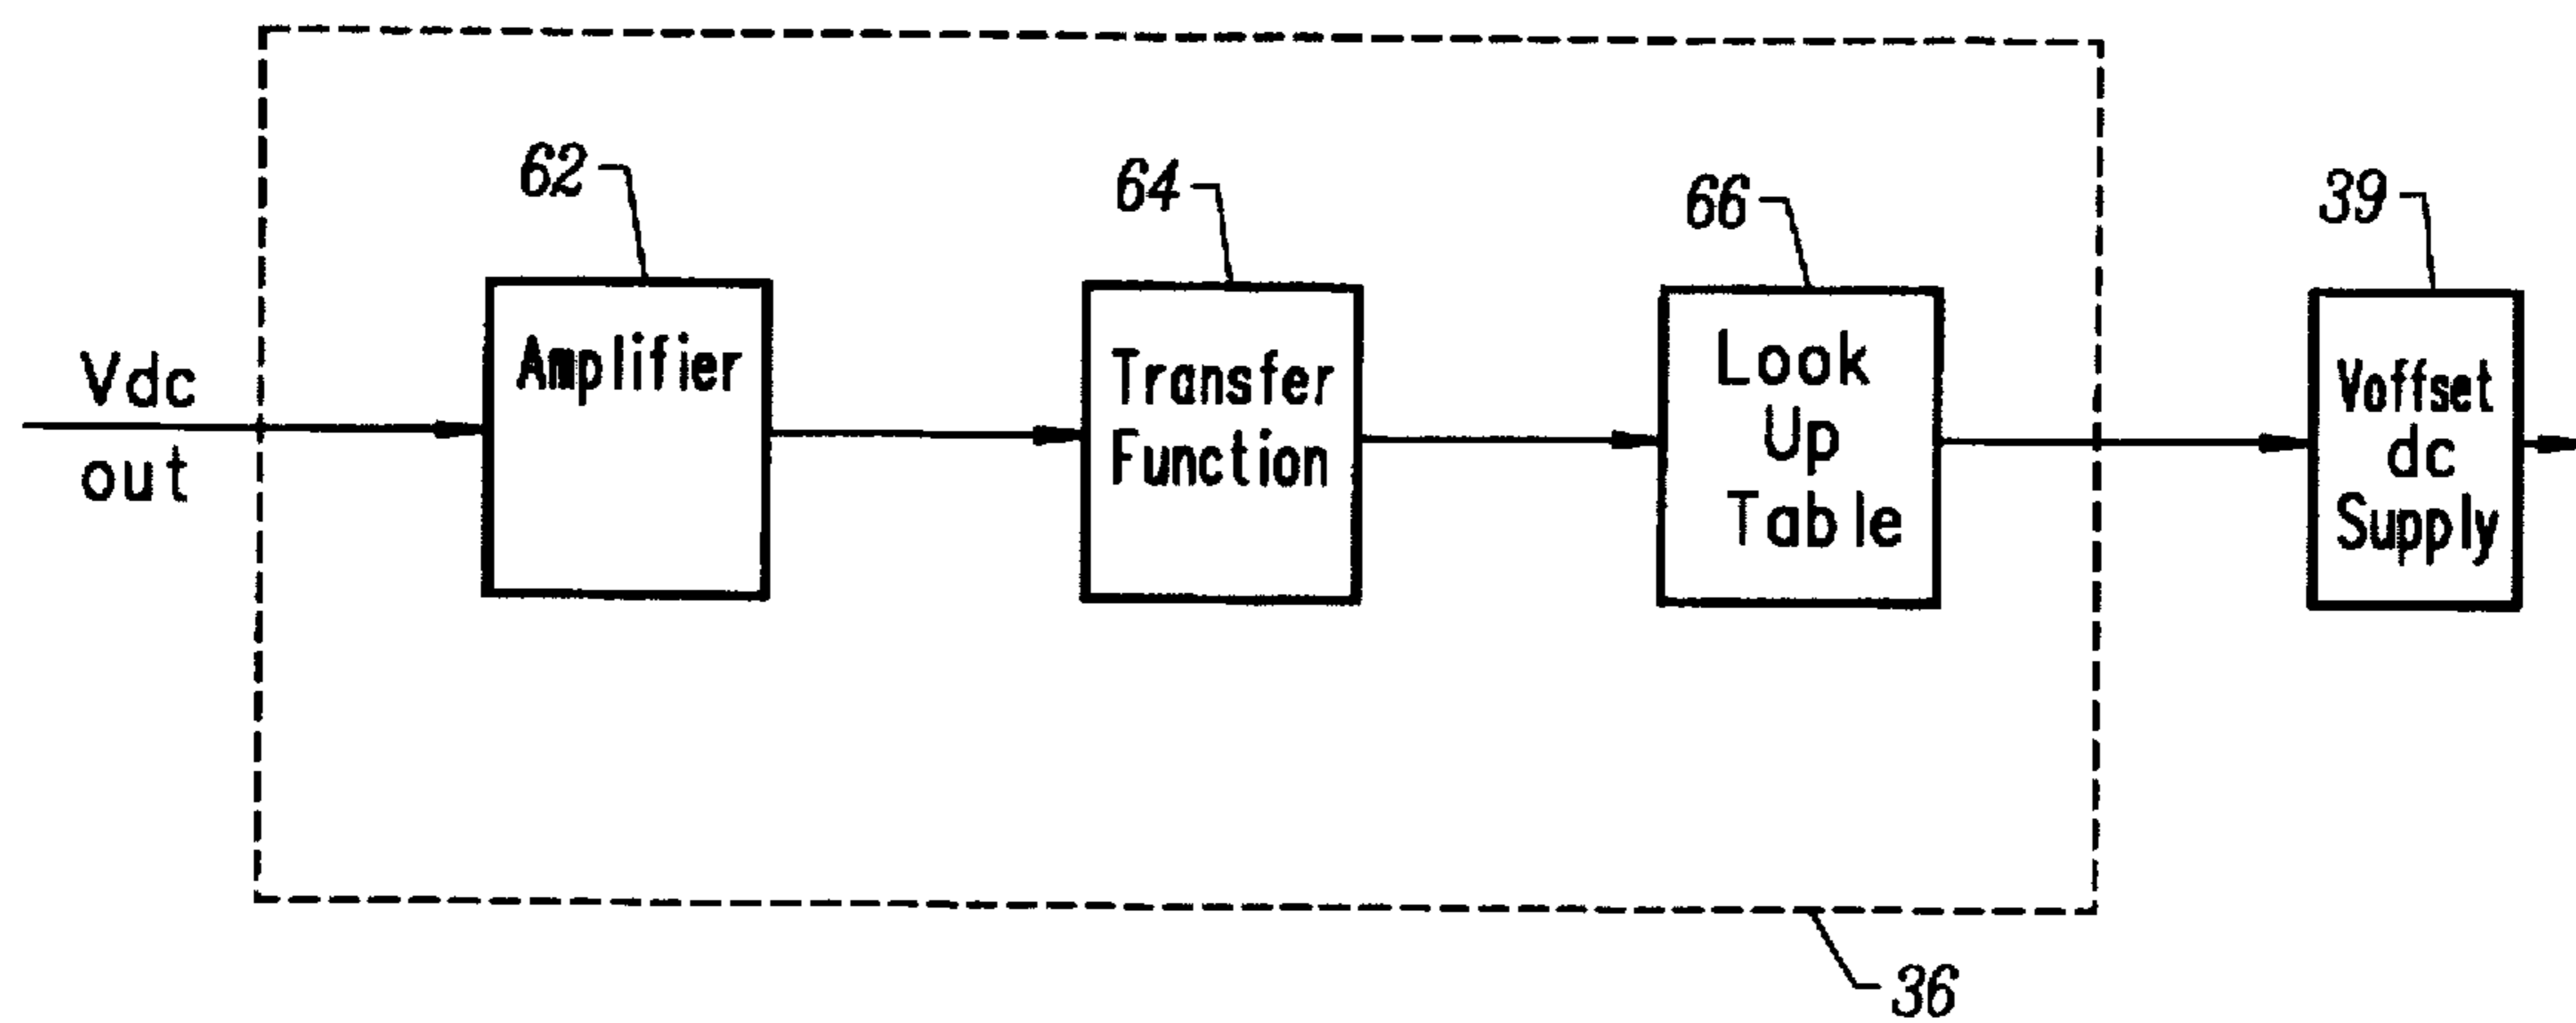 62
64
66
39
Vdc
out
Amplifier
Transfer
Function
Look
Up
Table
Voffset
dc
Supply
36